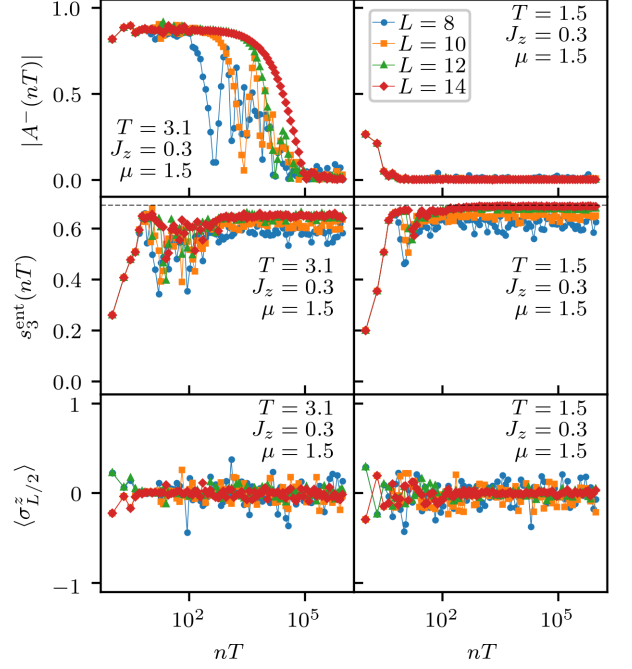 1.0
0.5
0.0
|A⁻(nT)|
T = 3.1
J_z = 0.3
μ = 1.5
T = 1.5
J_z = 0.3
μ = 1.5
L = 8
L = 10
L = 12
L = 14
0.6
0.4
0.2
0.0
s₃^ent(nT)
T = 3.1
J_z = 0.3
μ = 1.5
T = 1.5
J_z = 0.3
μ = 1.5
1
0
−1
⟨σ^z_{L/2}⟩
T = 3.1
J_z = 0.3
μ = 1.5
T = 1.5
J_z = 0.3
μ = 1.5
10² 10⁵ 10² 10⁵
nT nT